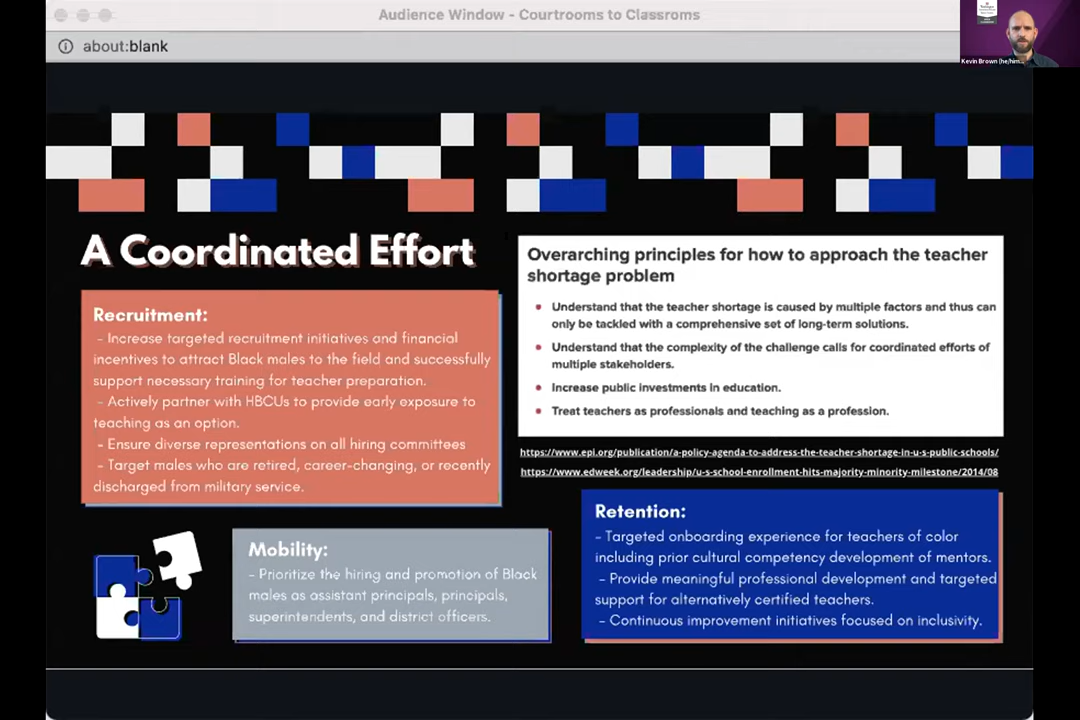 Audience Window - Courtrooms to Classroms
about:blank
Kevin Brown (he/him...
A Coordinated Effort
Recruitment:
- Increase targeted recruitment initiatives and financial
incentives to attract Black males to the field and successfully
support necessary training for teacher preparation.
- Actively partner with HBCUs to provide early exposure to
teaching as an option.
- Ensure diverse representations on all hiring committees
- Target males who are retired, career-changing, or recently
discharged from military service.
Overarching principles for how to approach the teacher
shortage problem
• Understand that the teacher shortage is caused by multiple factors and thus can
only be tackled with a comprehensive set of long-term solutions.
• Understand that the complexity of the challenge calls for coordinated efforts of
multiple stakeholders.
• Increase public investments in education.
• Treat teachers as professionals and teaching as a profession.
https://www.epi.org/publication/a-policy-agenda-to-address-the-teacher-shortage-in-u-s-public-schools/
https://www.edweek.org/leadership/u-s-school-enrollment-hits-majority-minority-milestone/2014/08
Mobility:
- Prioritize the hiring and promotion of Black
males as assistant principals, principals,
superintendents, and district officers.
Retention:
- Targeted onboarding experience for teachers of color
including prior cultural competency development of mentors.
- Provide meaningful professional development and targeted
support for alternatively certified teachers.
- Continuous improvement initiatives focused on inclusivity.